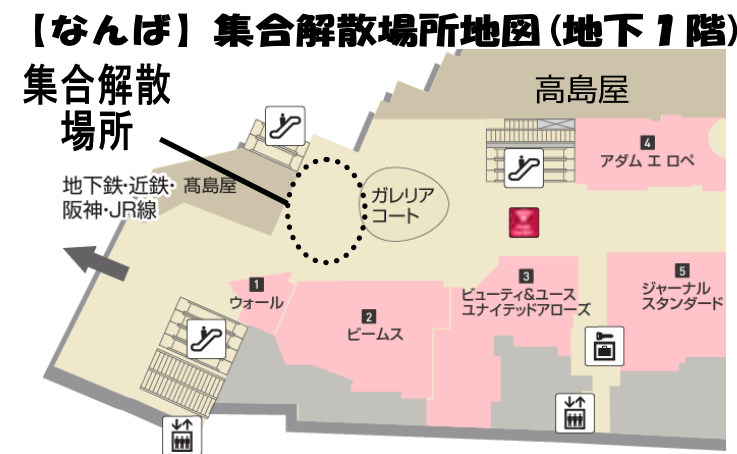 【なんば】集合解散場所地図(地下1階)
集合解散
場所
高島屋
4
アダム エ ロペ
地下鉄・近鉄・
阪神・JR線
髙島屋
ガレリア
コート
1
ウォール
2
ビームス
3
ビューティ&ユース
ユナイテッドアローズ
5
ジャーナル
スタンダード